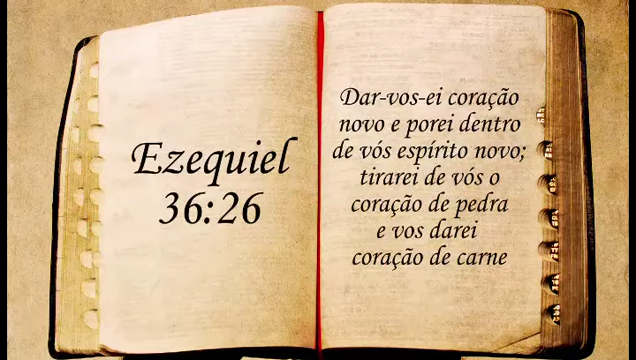 Ezequiel
36:26
Dar-vos-ei coração
novo e porei dentro
de vós espírito novo;
tirarei de vós o
coração de pedra
e vos darei
coração de carne